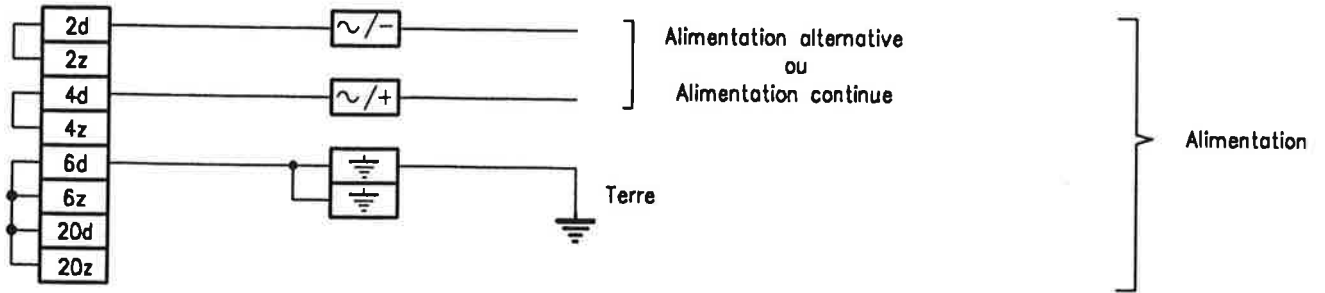 2d ~/- Alimentation alternative
2z ou
4d ~/+ Alimentation continue
4z Alimentation
6d
6z Terre
20d
20z